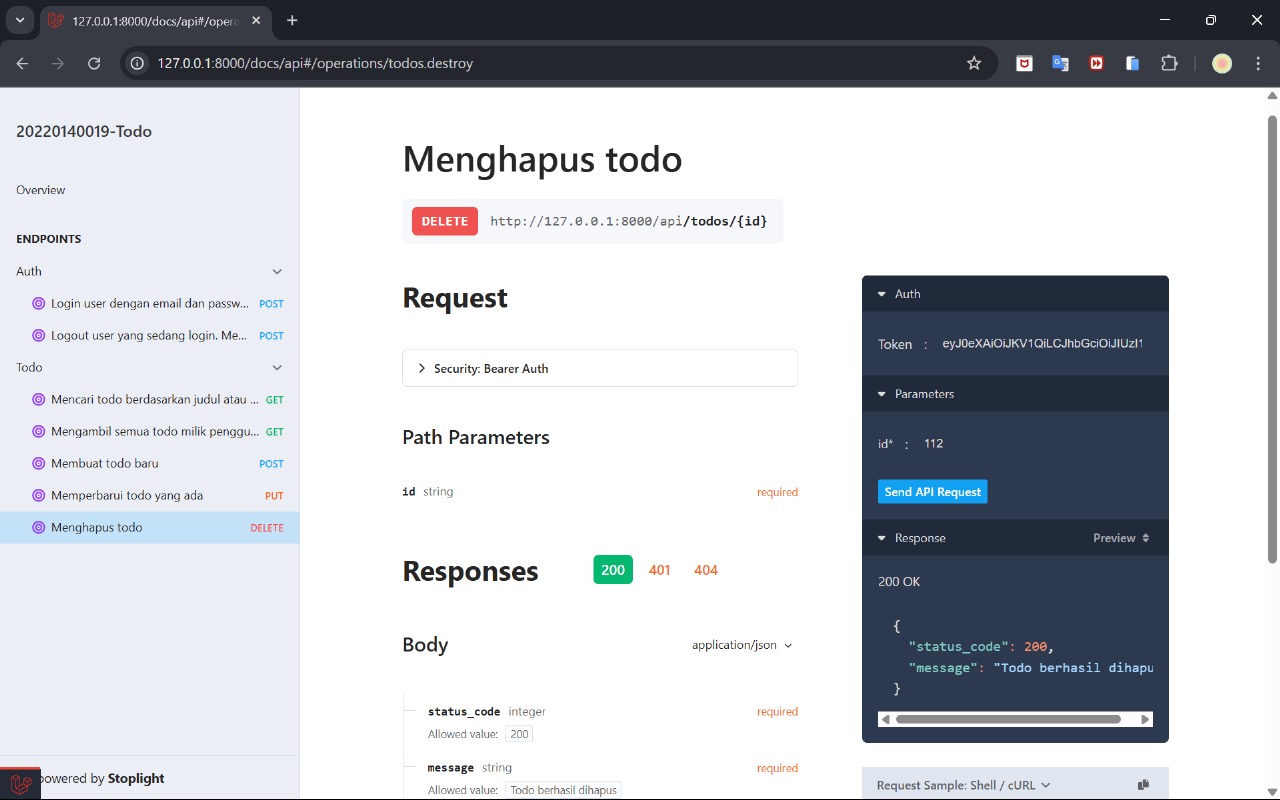 127.0.0.1:8000/docs/api#/opera
127.0.0.1:8000/docs/api#/operations/todos.destroy
20220140019-Todo
Overview
ENDPOINTS
Auth
Login user dengan email dan passw... POST
Logout user yang sedang login. Me... POST
Todo
Mencari todo berdasarkan judul atau ... GET
Mengambil semua todo milik penggu... GET
Membuat todo baru POST
Memperbarui todo yang ada PUT
Menghapus todo DELETE
powered by Stoplight
Menghapus todo
DELETE http://127.0.0.1:8000/api/todos/{id}
Request
Security: Bearer Auth
Path Parameters
id string required
Responses 200 401 404
Body application/json
status_code integer required
Allowed value: 200
message string required
Allowed value: Todo berhasil dihapus
Auth
Token : eyJ0eXAiOiJKV1QiLCJhbGciOiJIUzI1
Parameters
id* : 112
Send API Request
Response Preview
200 OK
{
"status_code": 200,
"message": "Todo berhasil dihapu
}
Request Sample: Shell / cURL